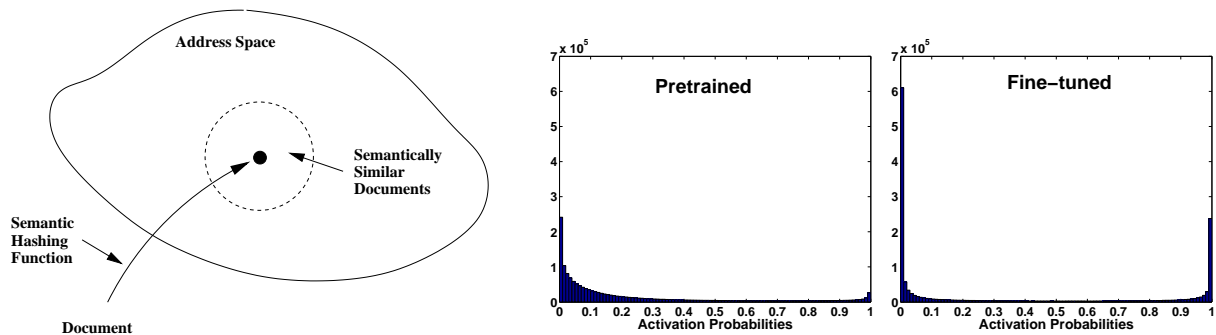 Address Space
Semantically
Similar
Documents
Semantic
Hashing
Function
Document
x 10^5
7
6
5
4
3
2
1
0
Pretrained
0 0.1 0.2 0.3 0.4 0.5 0.6 0.7 0.8 0.9 1
Activation Probabilities
x 10^5
7
6
5
4
3
2
1
0
Fine−tuned
0 0.1 0.2 0.3 0.4 0.5 0.6 0.7 0.8 0.9 1
Activation Probabilities